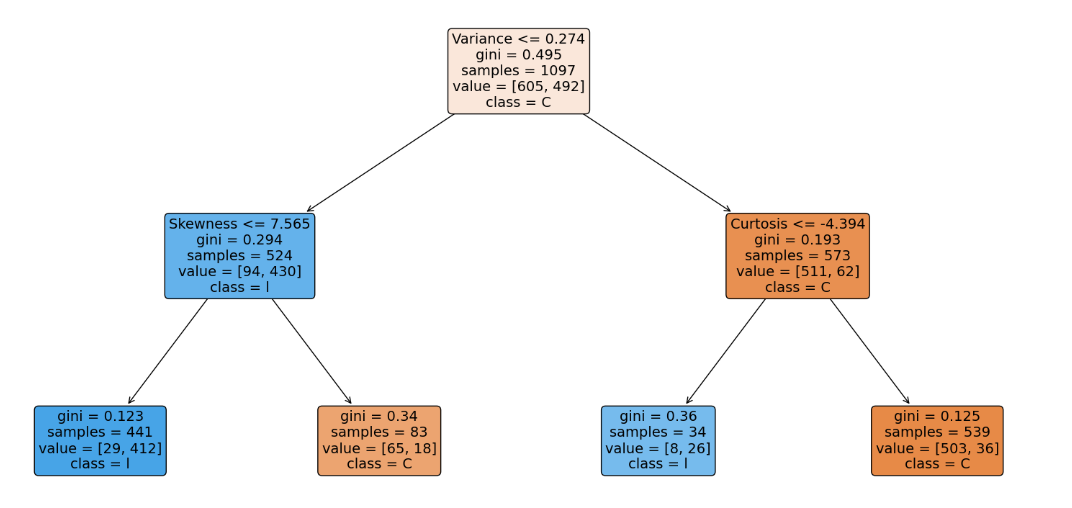 Variance <= 0.274
gini = 0.495
samples = 1097
value = [605, 492]
class = C
Skewness <= 7.565
gini = 0.294
samples = 524
value = [94, 430]
class = I
Curtosis <= -4.394
gini = 0.193
samples = 573
value = [511, 62]
class = C
gini = 0.123
samples = 441
value = [29, 412]
class = I
gini = 0.34
samples = 83
value = [65, 18]
class = C
gini = 0.36
samples = 34
value = [8, 26]
class = I
gini = 0.125
samples = 539
value = [503, 36]
class = C